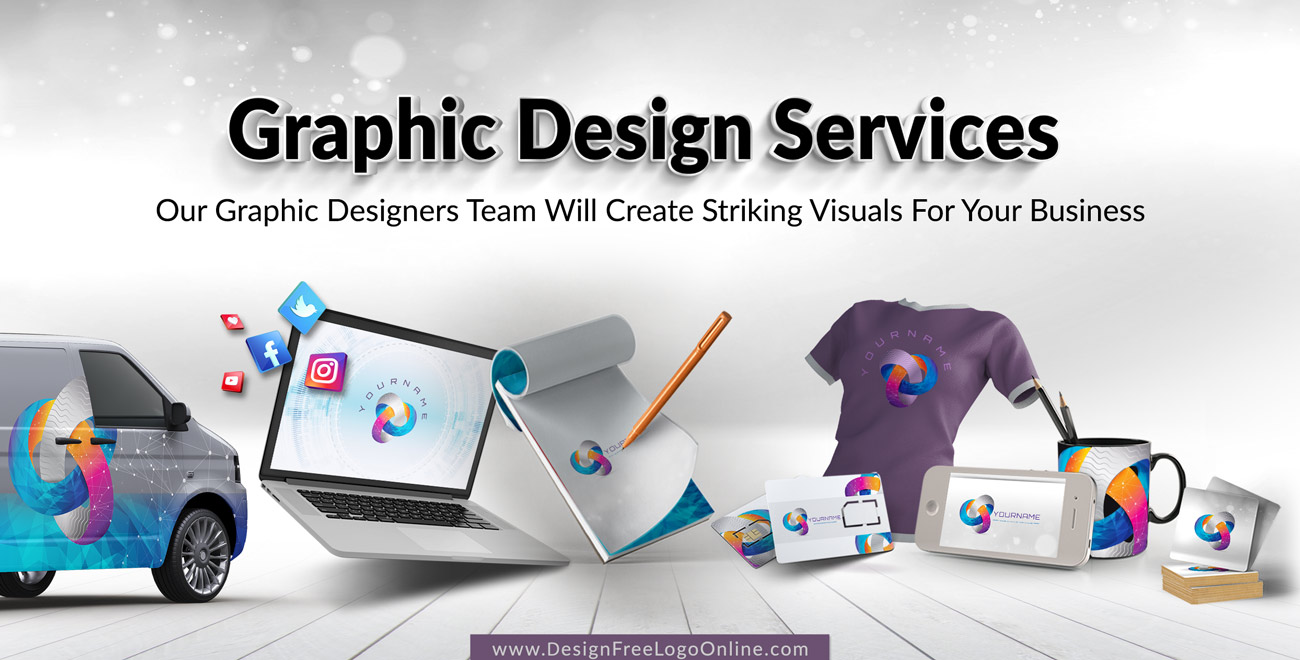 Graphic Design Services
Our Graphic Designers Team Will Create Striking Visuals For Your Business
YOURNAME
YOURNAME
YOURNAME
YOURNAME
www.DesignFreeLogoOnline.com